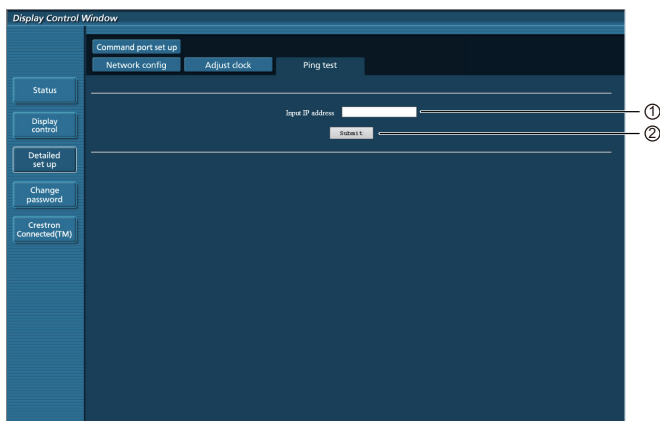 Display Control Window
Command port set up
Network config Adjust clock Ping test
Status
Input IP address ①
Display
control
Submit ②
Detailed
set up
Change
password
Crestron
Connected(TM)